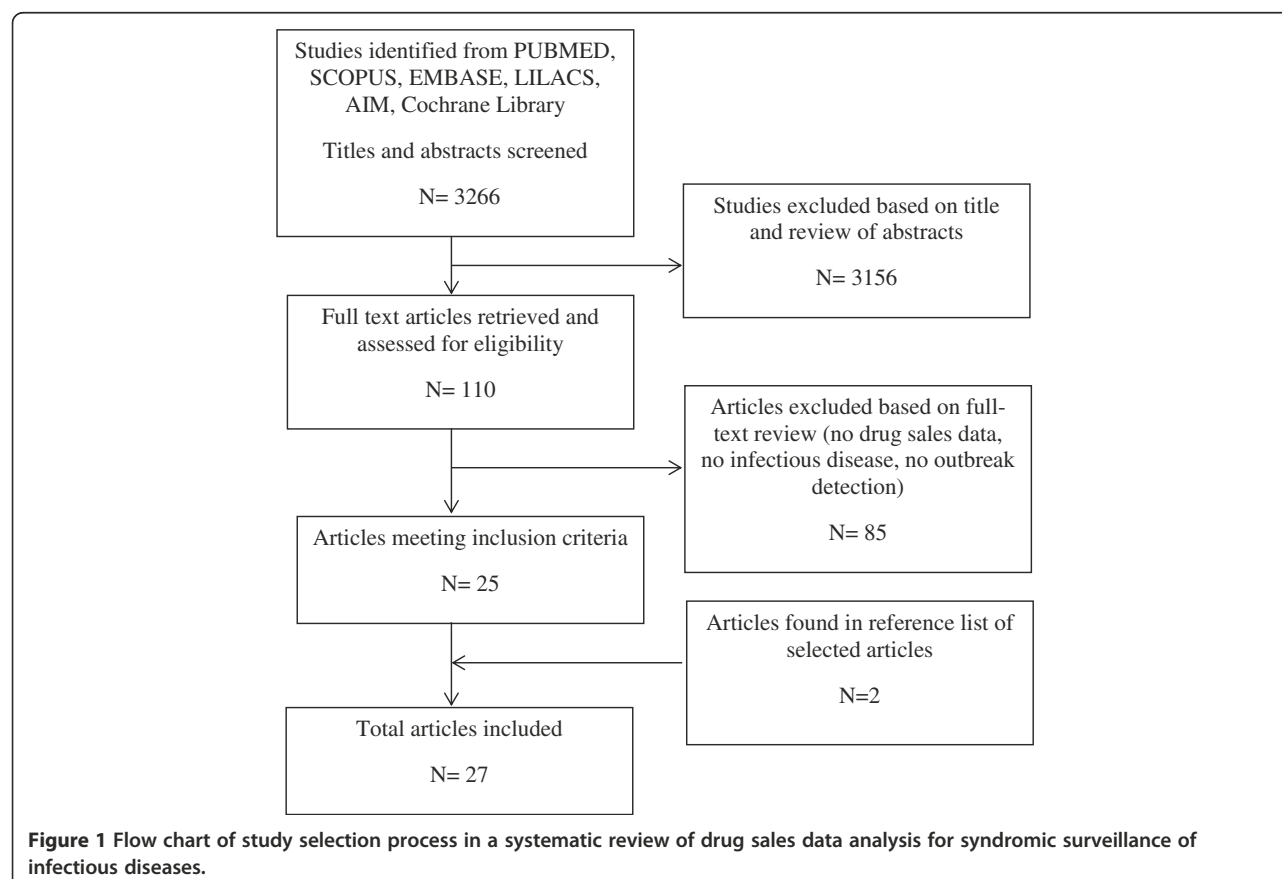 Studies identified from PUBMED,
SCOPUS, EMBASE, LILACS,
AIM, Cochrane Library
Titles and abstracts screened
N= 3266
Studies excluded based on title
and review of abstracts
N= 3156
Full text articles retrieved and
assessed for eligibility
N= 110
Articles excluded based on full-
text review (no drug sales data,
no infectious disease, no outbreak
detection)
N= 85
Articles meeting inclusion criteria
N= 25
Articles found in reference list of
selected articles
N=2
Total articles included
N= 27
Figure 1 Flow chart of study selection process in a systematic review of drug sales data analysis for syndromic surveillance of
infectious diseases.